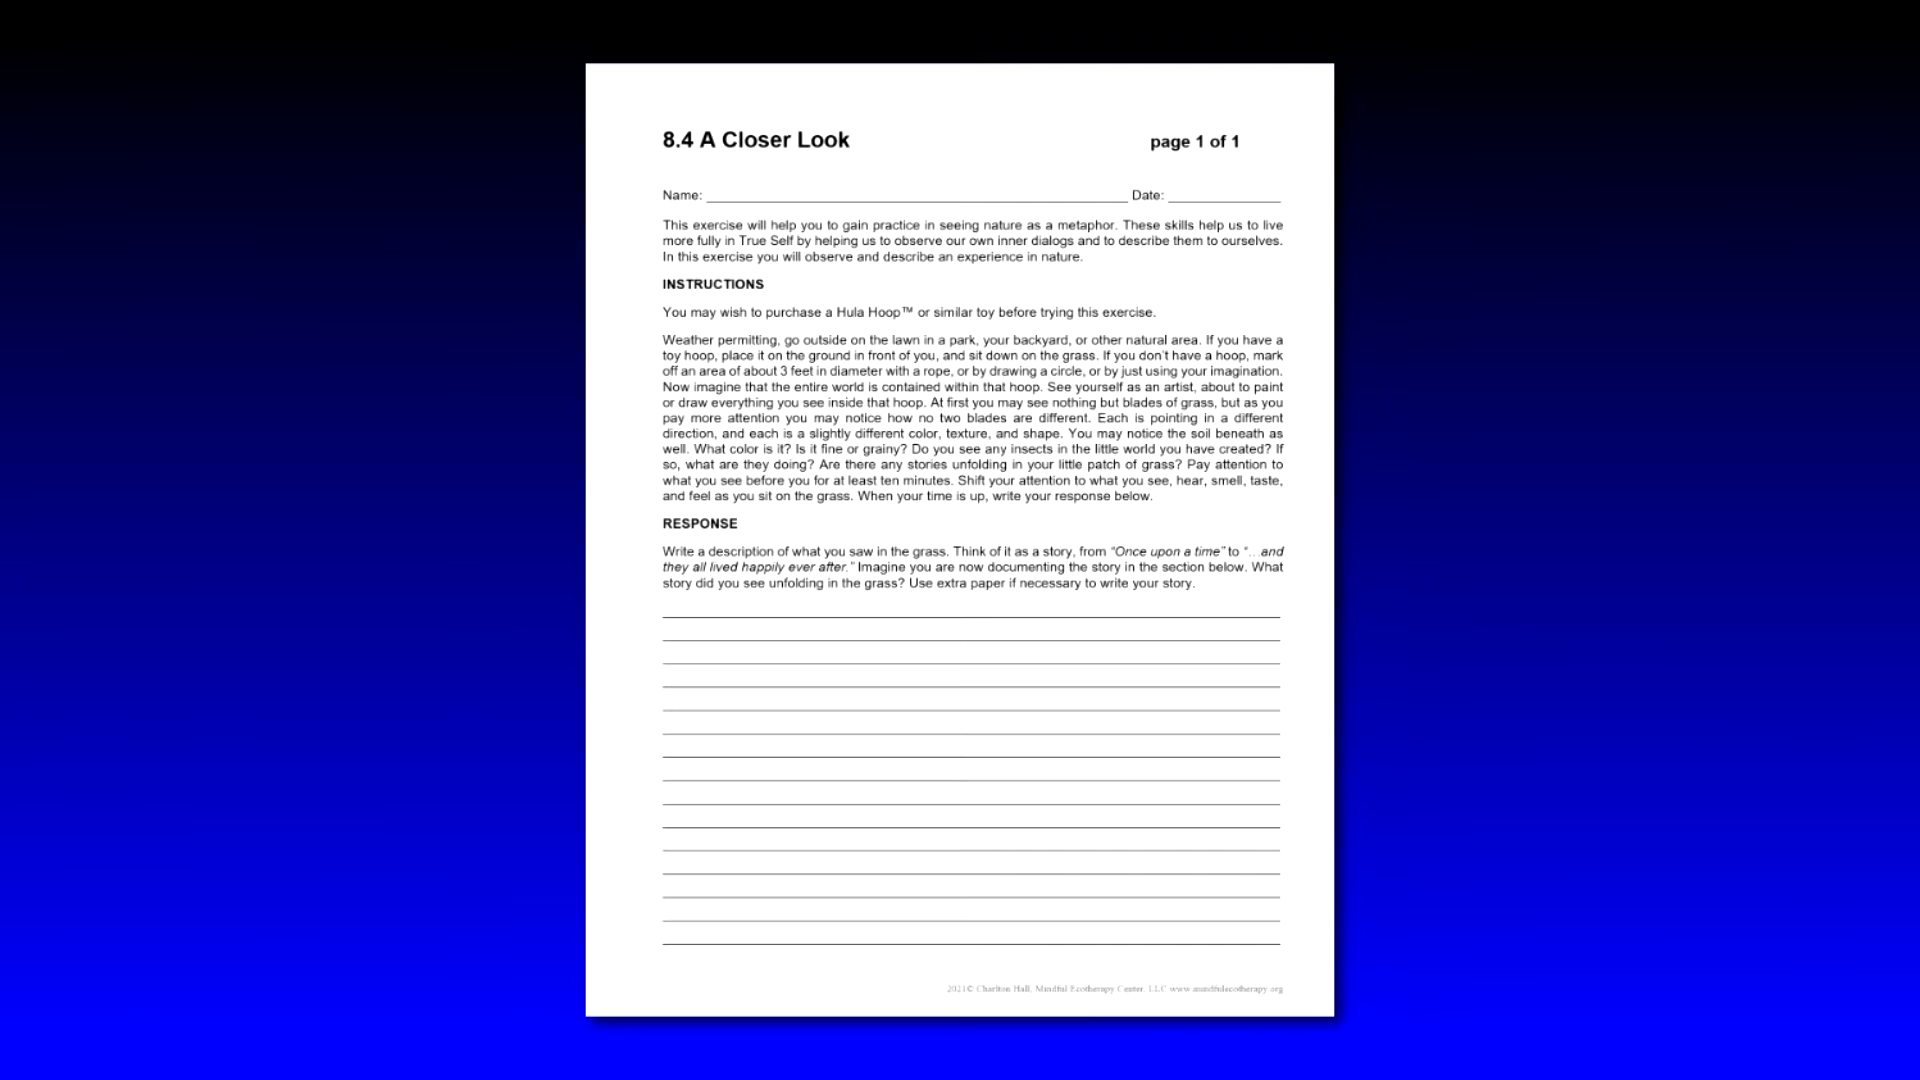 8.4 A Closer Look page 1 of 1
Name: Date:
This exercise will help you to gain practice in seeing nature as a metaphor. These skills help us to live
more fully in True Self by helping us to observe our own inner dialogs and to describe them to ourselves.
In this exercise you will observe and describe an experience in nature.
INSTRUCTIONS
You may wish to purchase a Hula Hoop™ or similar toy before trying this exercise.
Weather permitting, go outside on the lawn in a park, your backyard, or other natural area. If you have a
toy hoop, place it on the ground in front of you, and sit down on the grass. If you don't have a hoop, mark
off an area of about 3 feet in diameter with a rope, or by drawing a circle, or by just using your imagination.
Now imagine that the entire world is contained within that hoop. See yourself as an artist, about to paint
or draw everything you see inside that hoop. At first you may see nothing but blades of grass, but as you
pay more attention you may notice how no two blades are different. Each is pointing in a different
direction, and each is a slightly different color, texture, and shape. You may notice the soil beneath as
well. What color is it? Is it fine or grainy? Do you see any insects in the little world you have created? If
so, what are they doing? Are there any stories unfolding in your little patch of grass? Pay attention to
what you see before you for at least ten minutes. Shift your attention to what you see, hear, smell, taste,
and feel as you sit on the grass. When your time is up, write your response below.
RESPONSE
Write a description of what you saw in the grass. Think of it as a story, from “Once upon a time” to “…and
they all lived happily ever after.” Imagine you are now documenting the story in the section below. What
story did you see unfolding in the grass? Use extra paper if necessary to write your story.
2021© Charlton Hall, Mindful Ecotherapy Center, LLC www.mindfulecotherapy.org